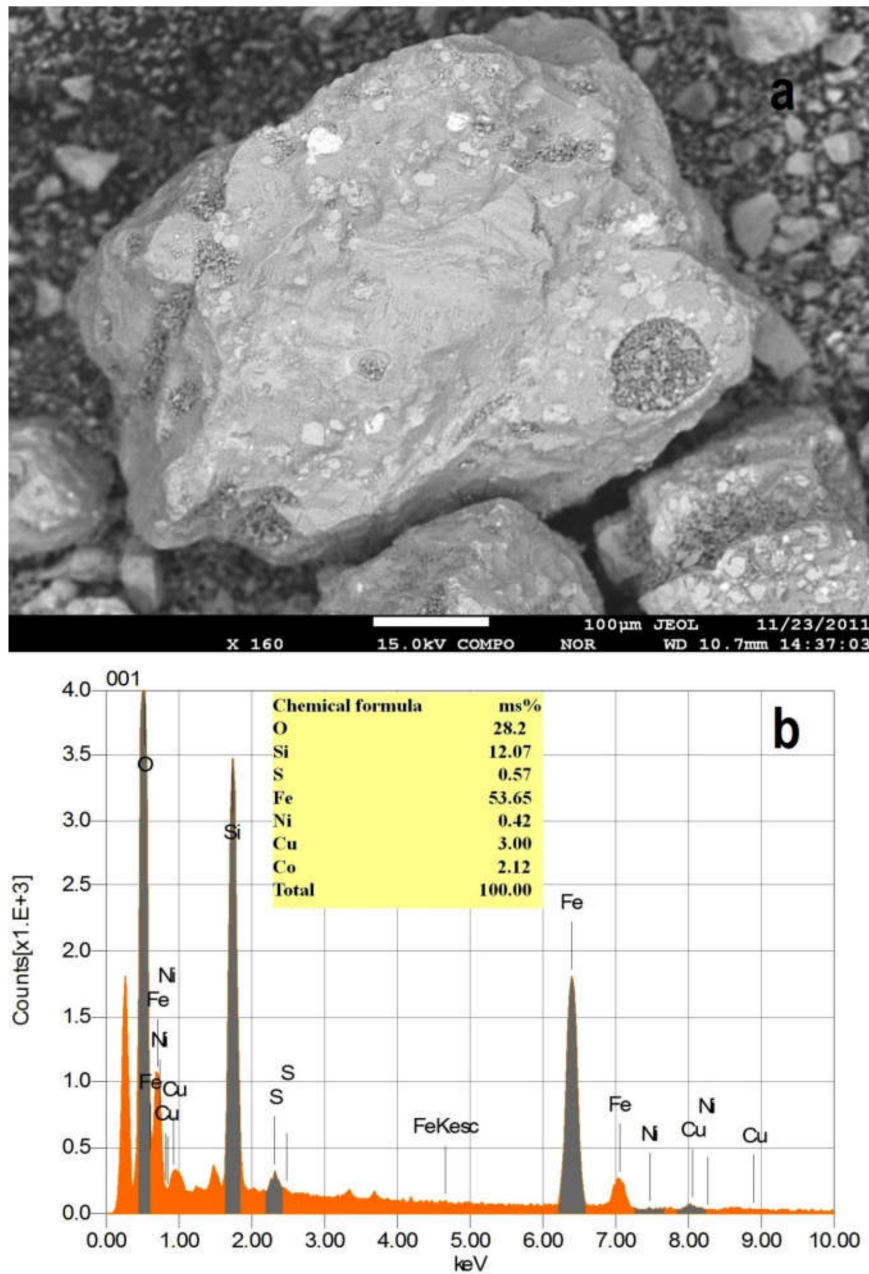 a
100µm JEOL 11/23/2011
X 160 15.0kV COMPO NOR WD 10.7mm 14:37:03
b
001
Chemical formula ms%
O 28.2
Si 12.07
S 0.57
Fe 53.65
Ni 0.42
Cu 3.00
Co 2.12
Total 100.00
Counts[x1.E+3]
4.0
3.5
3.0
2.5
2.0
1.5
1.0
0.5
0.0
O
Si
Ni
Fe
Ni
Fe
Cu
Cu
S
S
FeKesc
Fe
Fe
Ni
Ni
Cu
Cu
0.00 1.00 2.00 3.00 4.00 5.00 6.00 7.00 8.00 9.00 10.00
keV